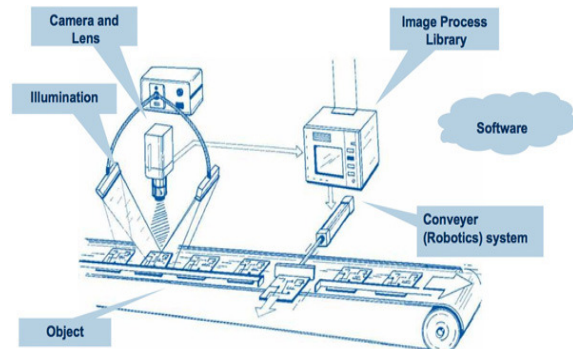 Camera and
Lens
Image Process
Library
Illumination
Software
Conveyer
(Robotics) system
Object